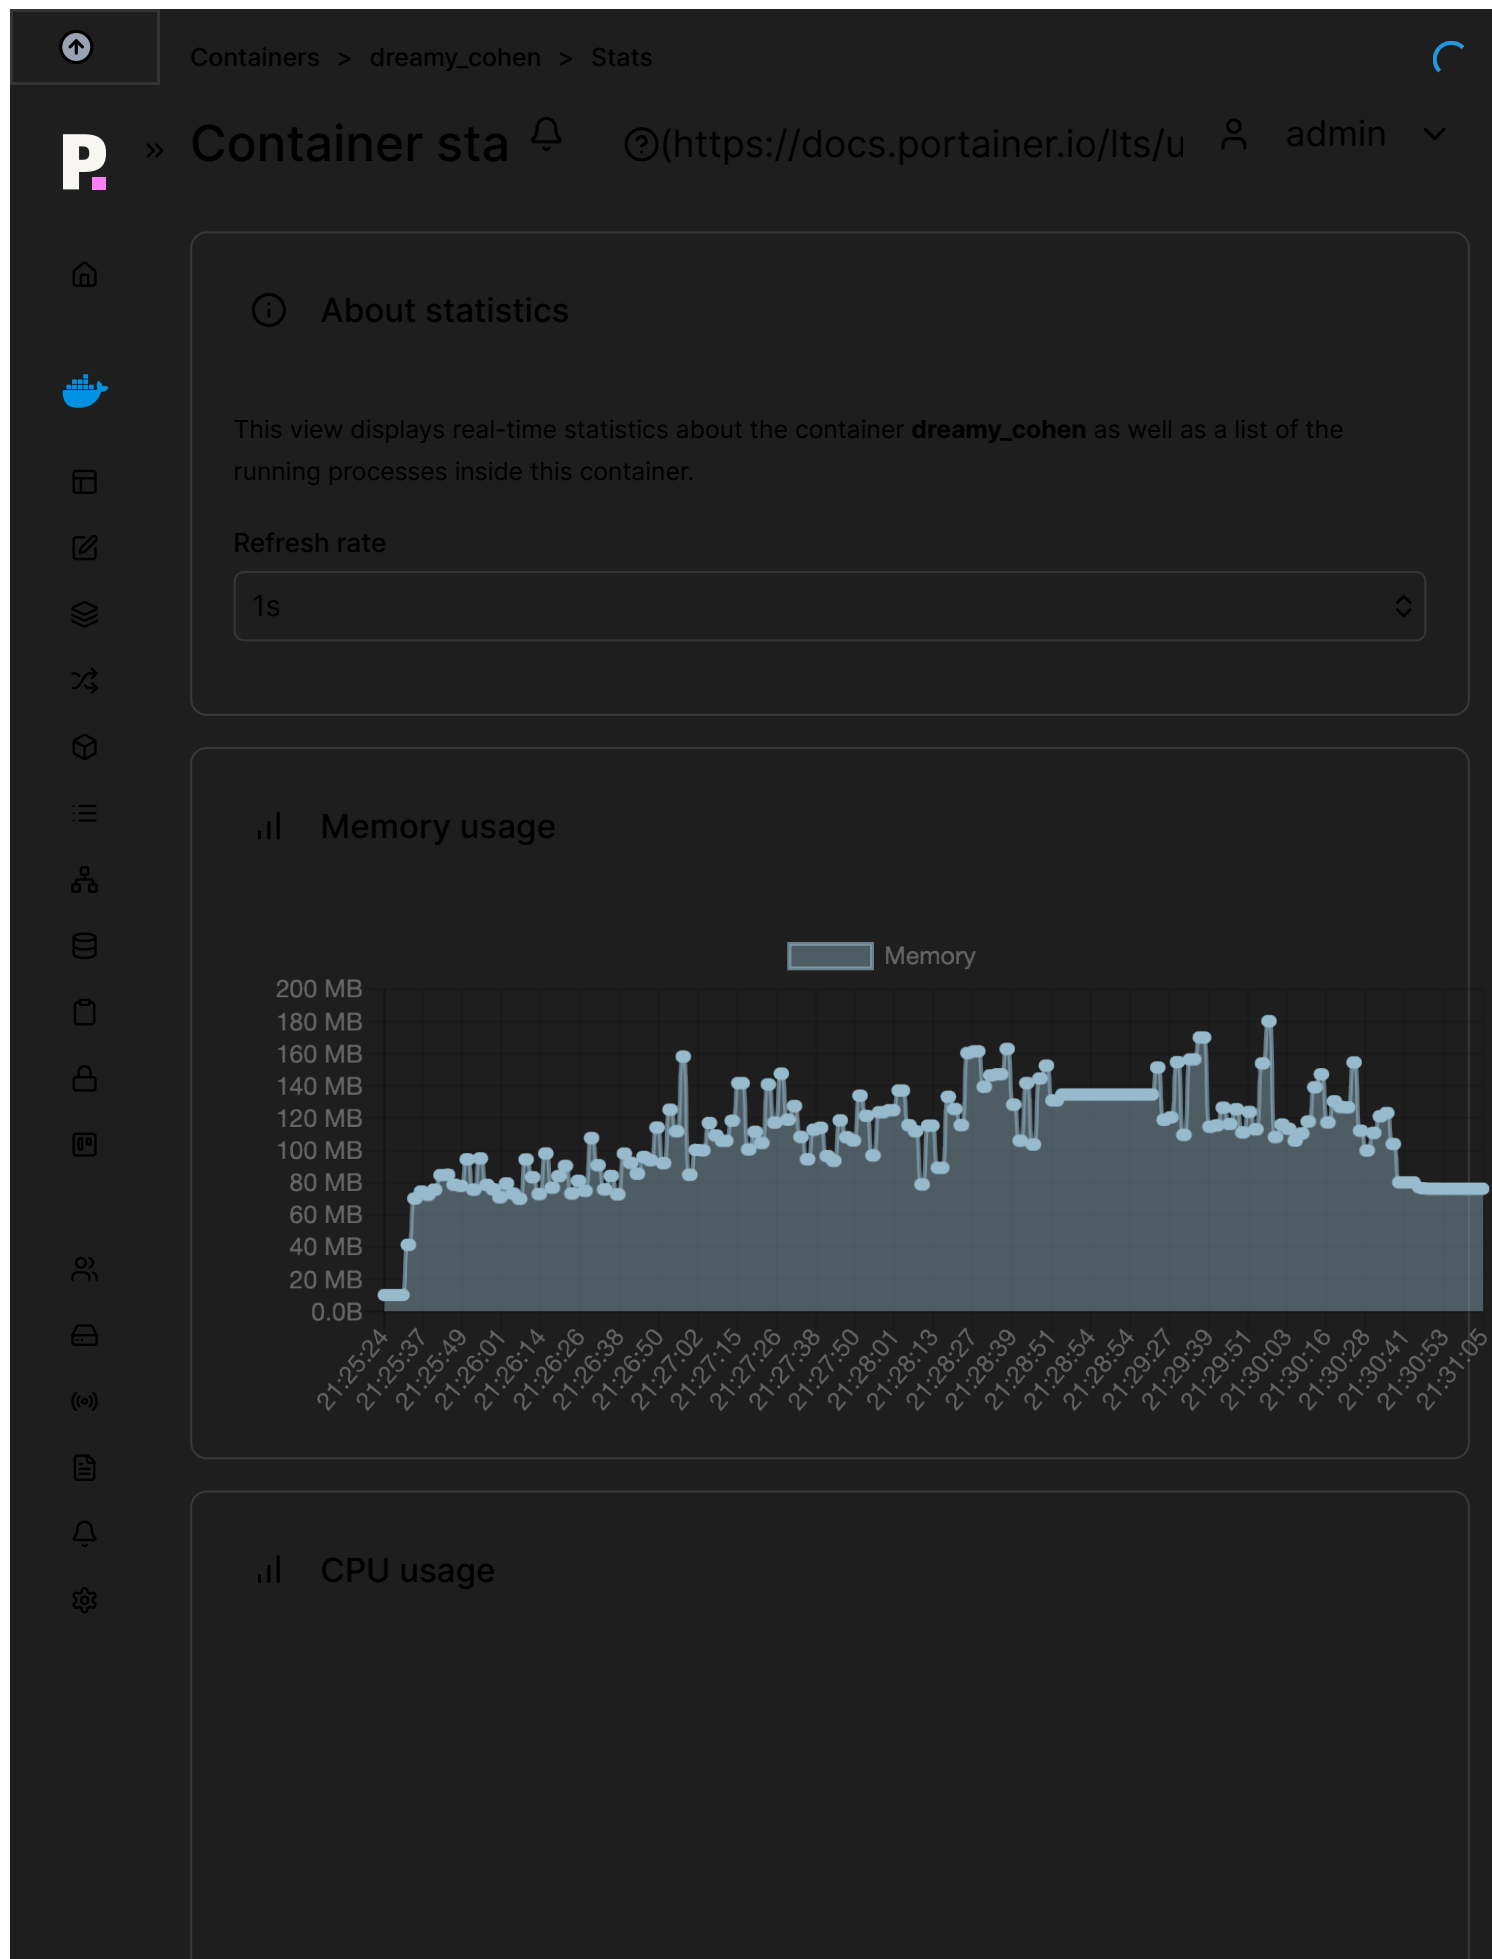 Containers > dreamy_cohen > Stats
P.
Container sta
(https://docs.portainer.io/lts/u
admin
About statistics
This view displays real-time statistics about the container dreamy_cohen as well as a list of the
running processes inside this container.
Refresh rate
1s
Memory usage
Memory
200 MB
180 MB
160 MB
140 MB
120 MB
100 MB
80 MB
60 MB
40 MB
20 MB
0.0B
21:25:24
21:25:37
21:25:49
21:26:01
21:26:14
21:26:26
21:26:38
21:26:50
21:27:02
21:27:15
21:27:26
21:27:38
21:27:50
21:28:01
21:28:13
21:28:27
21:28:39
21:28:51
21:28:54
21:28:54
21:29:27
21:29:39
21:29:51
21:30:03
21:30:16
21:30:28
21:30:41
21:30:53
21:31:05
CPU usage